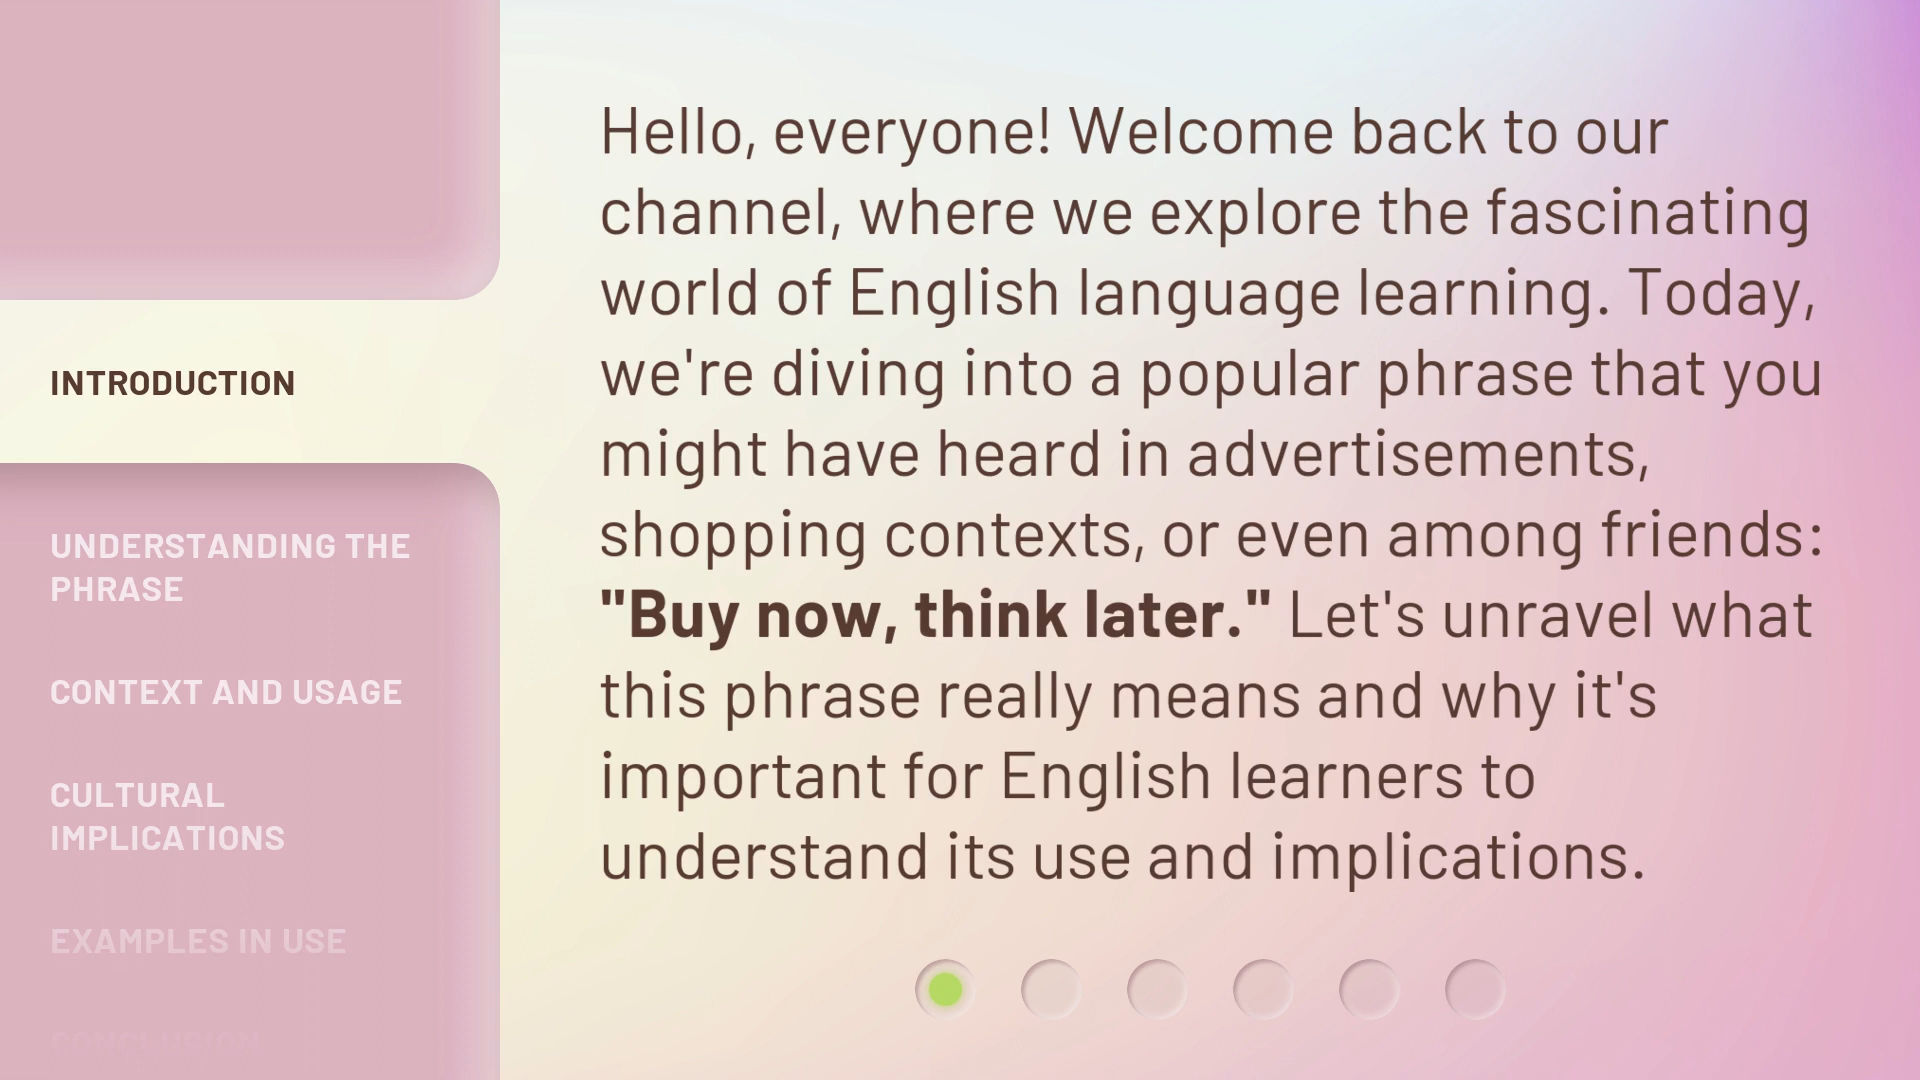 INTRODUCTION
UNDERSTANDING THE
PHRASE
CONTEXT AND USAGE
CULTURAL
IMPLICATIONS
EXAMPLES IN USE
CONCLUSION
Hello, everyone! Welcome back to our
channel, where we explore the fascinating
world of English language learning. Today,
we're diving into a popular phrase that you
might have heard in advertisements,
shopping contexts, or even among friends:
"Buy now, think later." Let's unravel what
this phrase really means and why it's
important for English learners to
understand its use and implications.